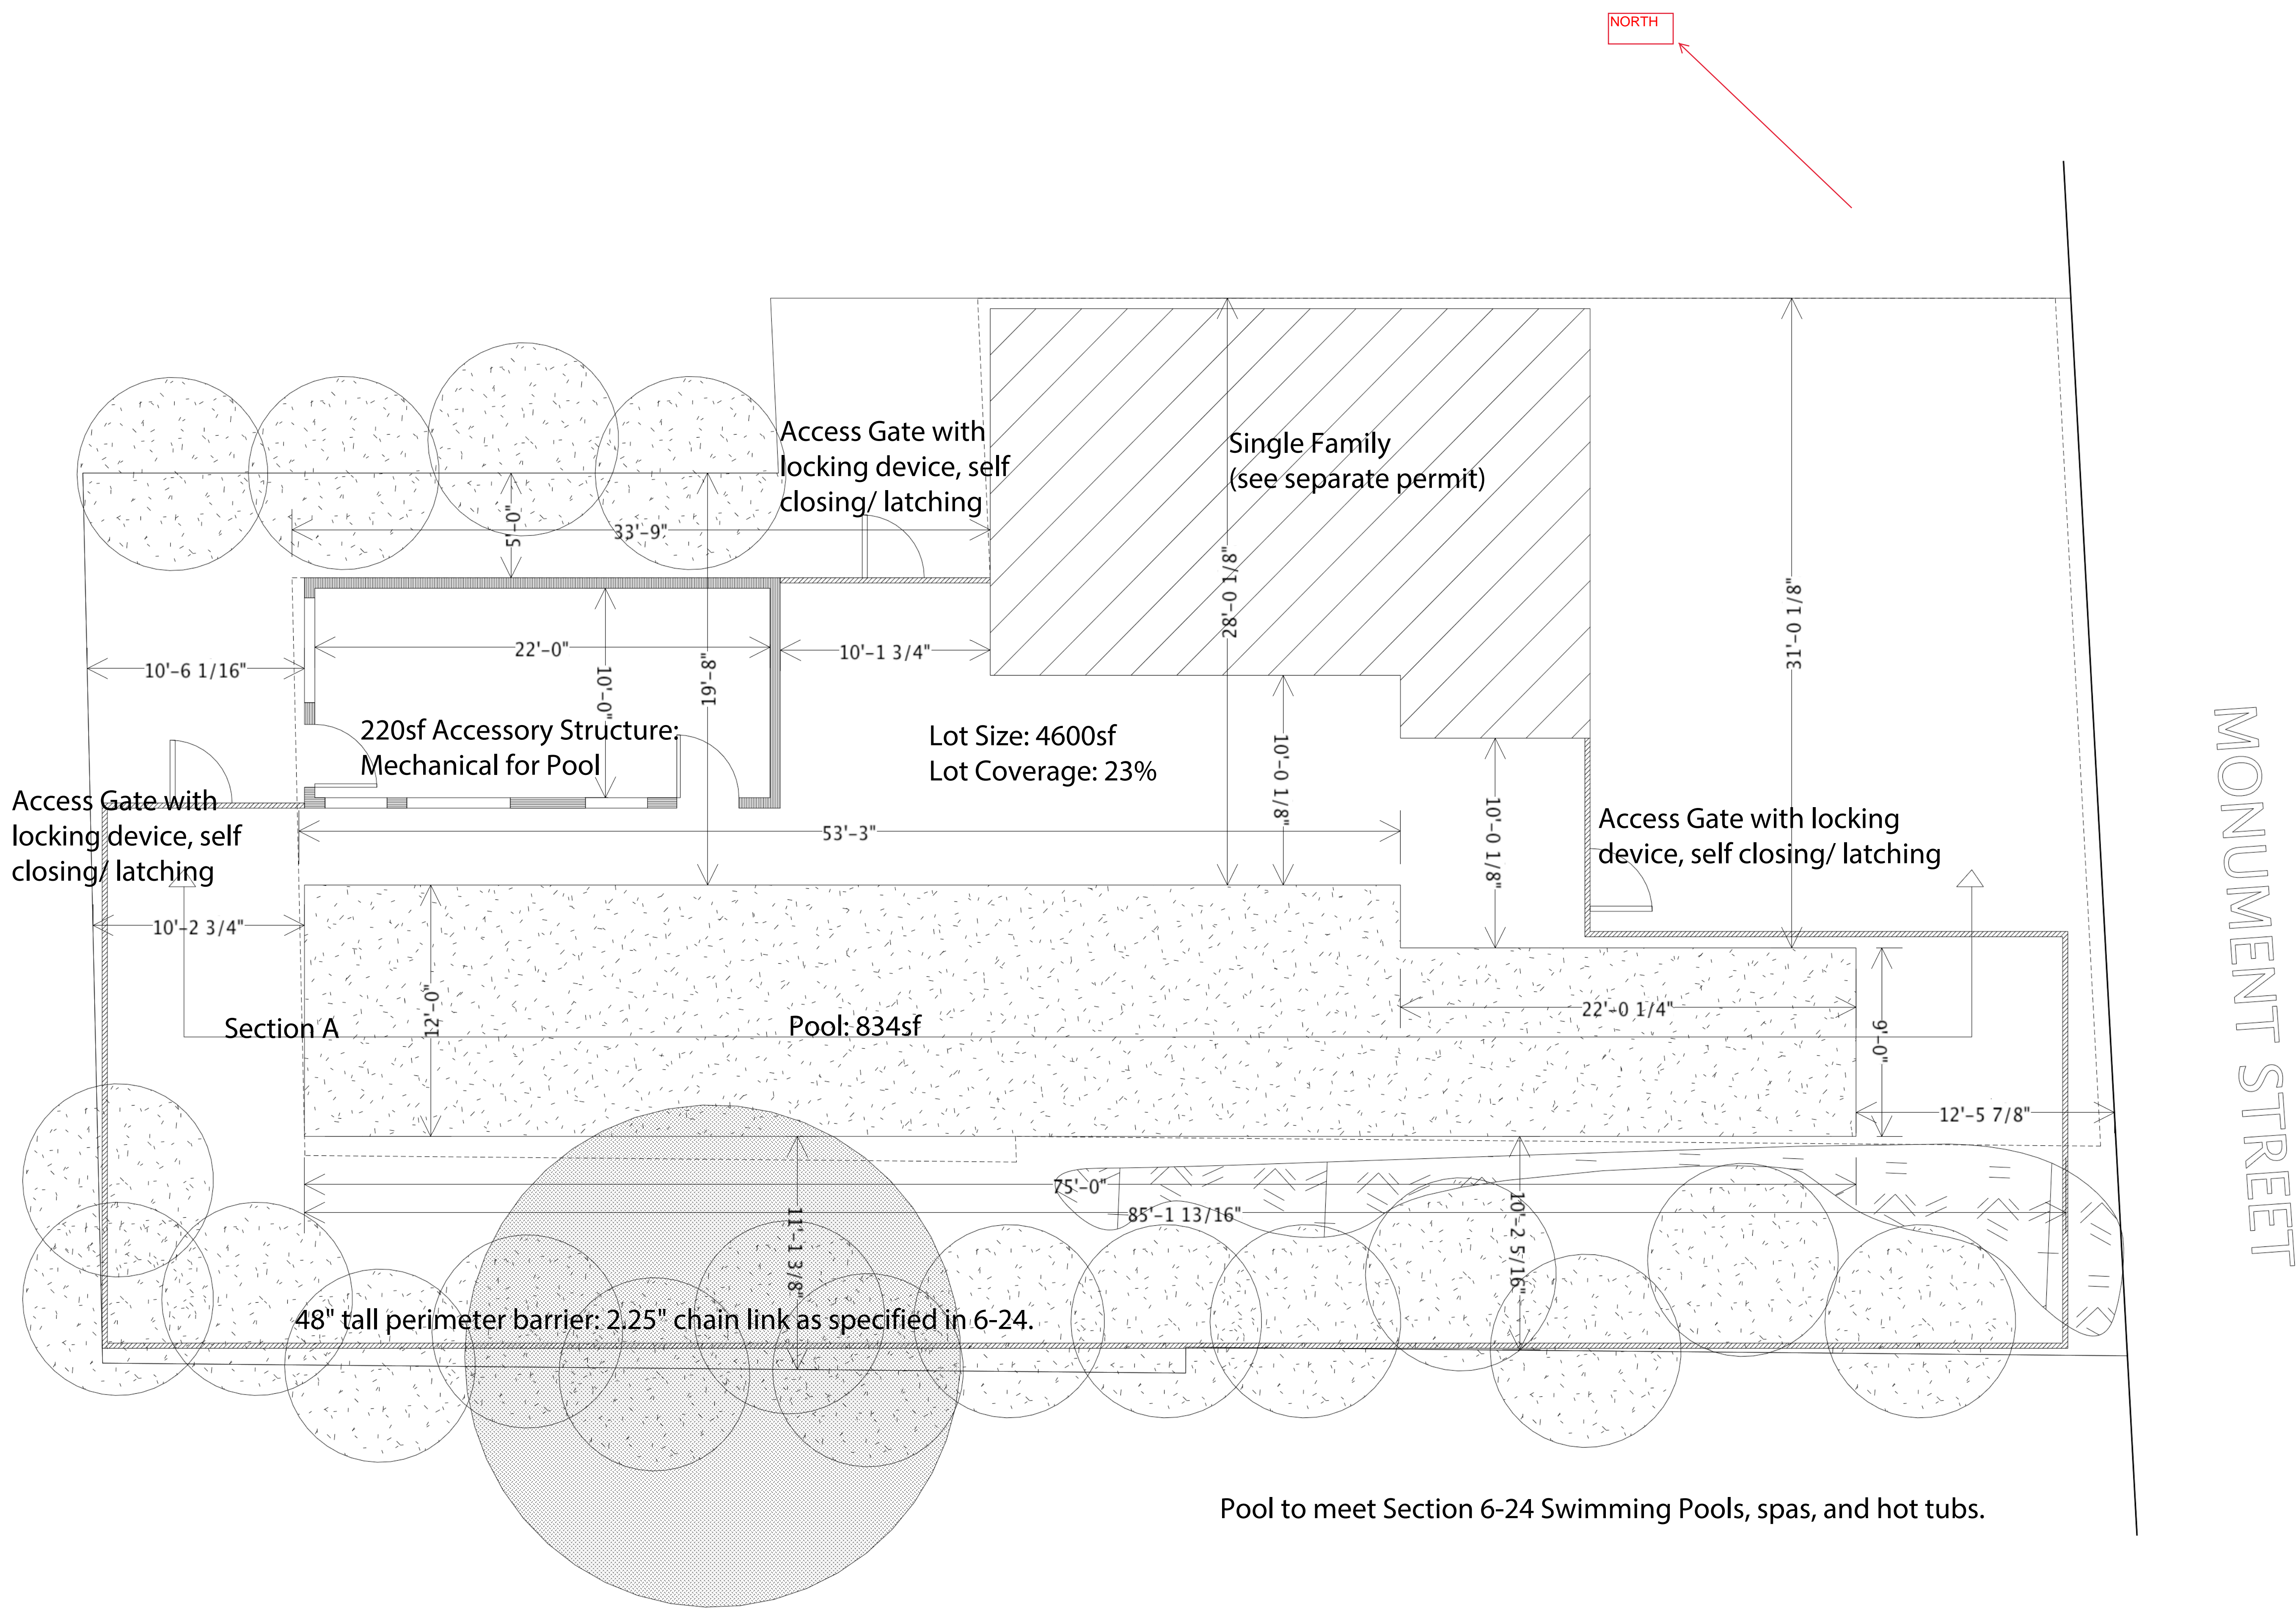 NORTH
Access Gate with
locking device, self
closing/ latching
Single Family
(see separate permit)
5'-0"
33'-9"
28'-0 1/8"
31'-0 1/8"
22'-0"
10'-1 3/4"
10'-6 1/16"
10'-0"
19'-8"
220sf Accessory Structure:
Mechanical for Pool
Lot Size: 4600sf
Lot Coverage: 23%
10'-0 1/8"
10'-0 1/8"
Access Gate with
locking device, self
closing/ latching
53'-3"
Access Gate with locking
device, self closing/ latching
MONUMENT STREET
10'-2 3/4"
12'-0"
Section A
Pool: 834sf
22'-0 1/4"
9'-0"
12'-5 7/8"
75'-0"
85'-1 13/16"
11'-1 3/8"
10'-2 5/16"
48" tall perimeter barrier: 2.25" chain link as specified in 6-24.
Pool to meet Section 6-24 Swimming Pools, spas, and hot tubs.